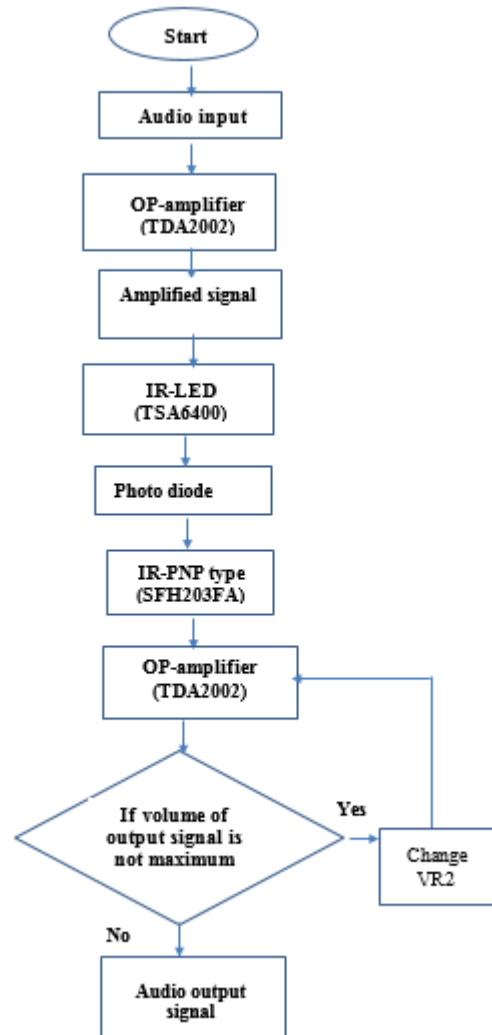 Start
Audio input
OP-amplifier
(TDA2002)
Amplified signal
IR-LED
(TSA6400)
Photo diode
IR-PNP type
(SFH203FA)
OP-amplifier
(TDA2002)
If volume of
output signal is
not maximum
Yes
Change
VR2
No
Audio output
signal